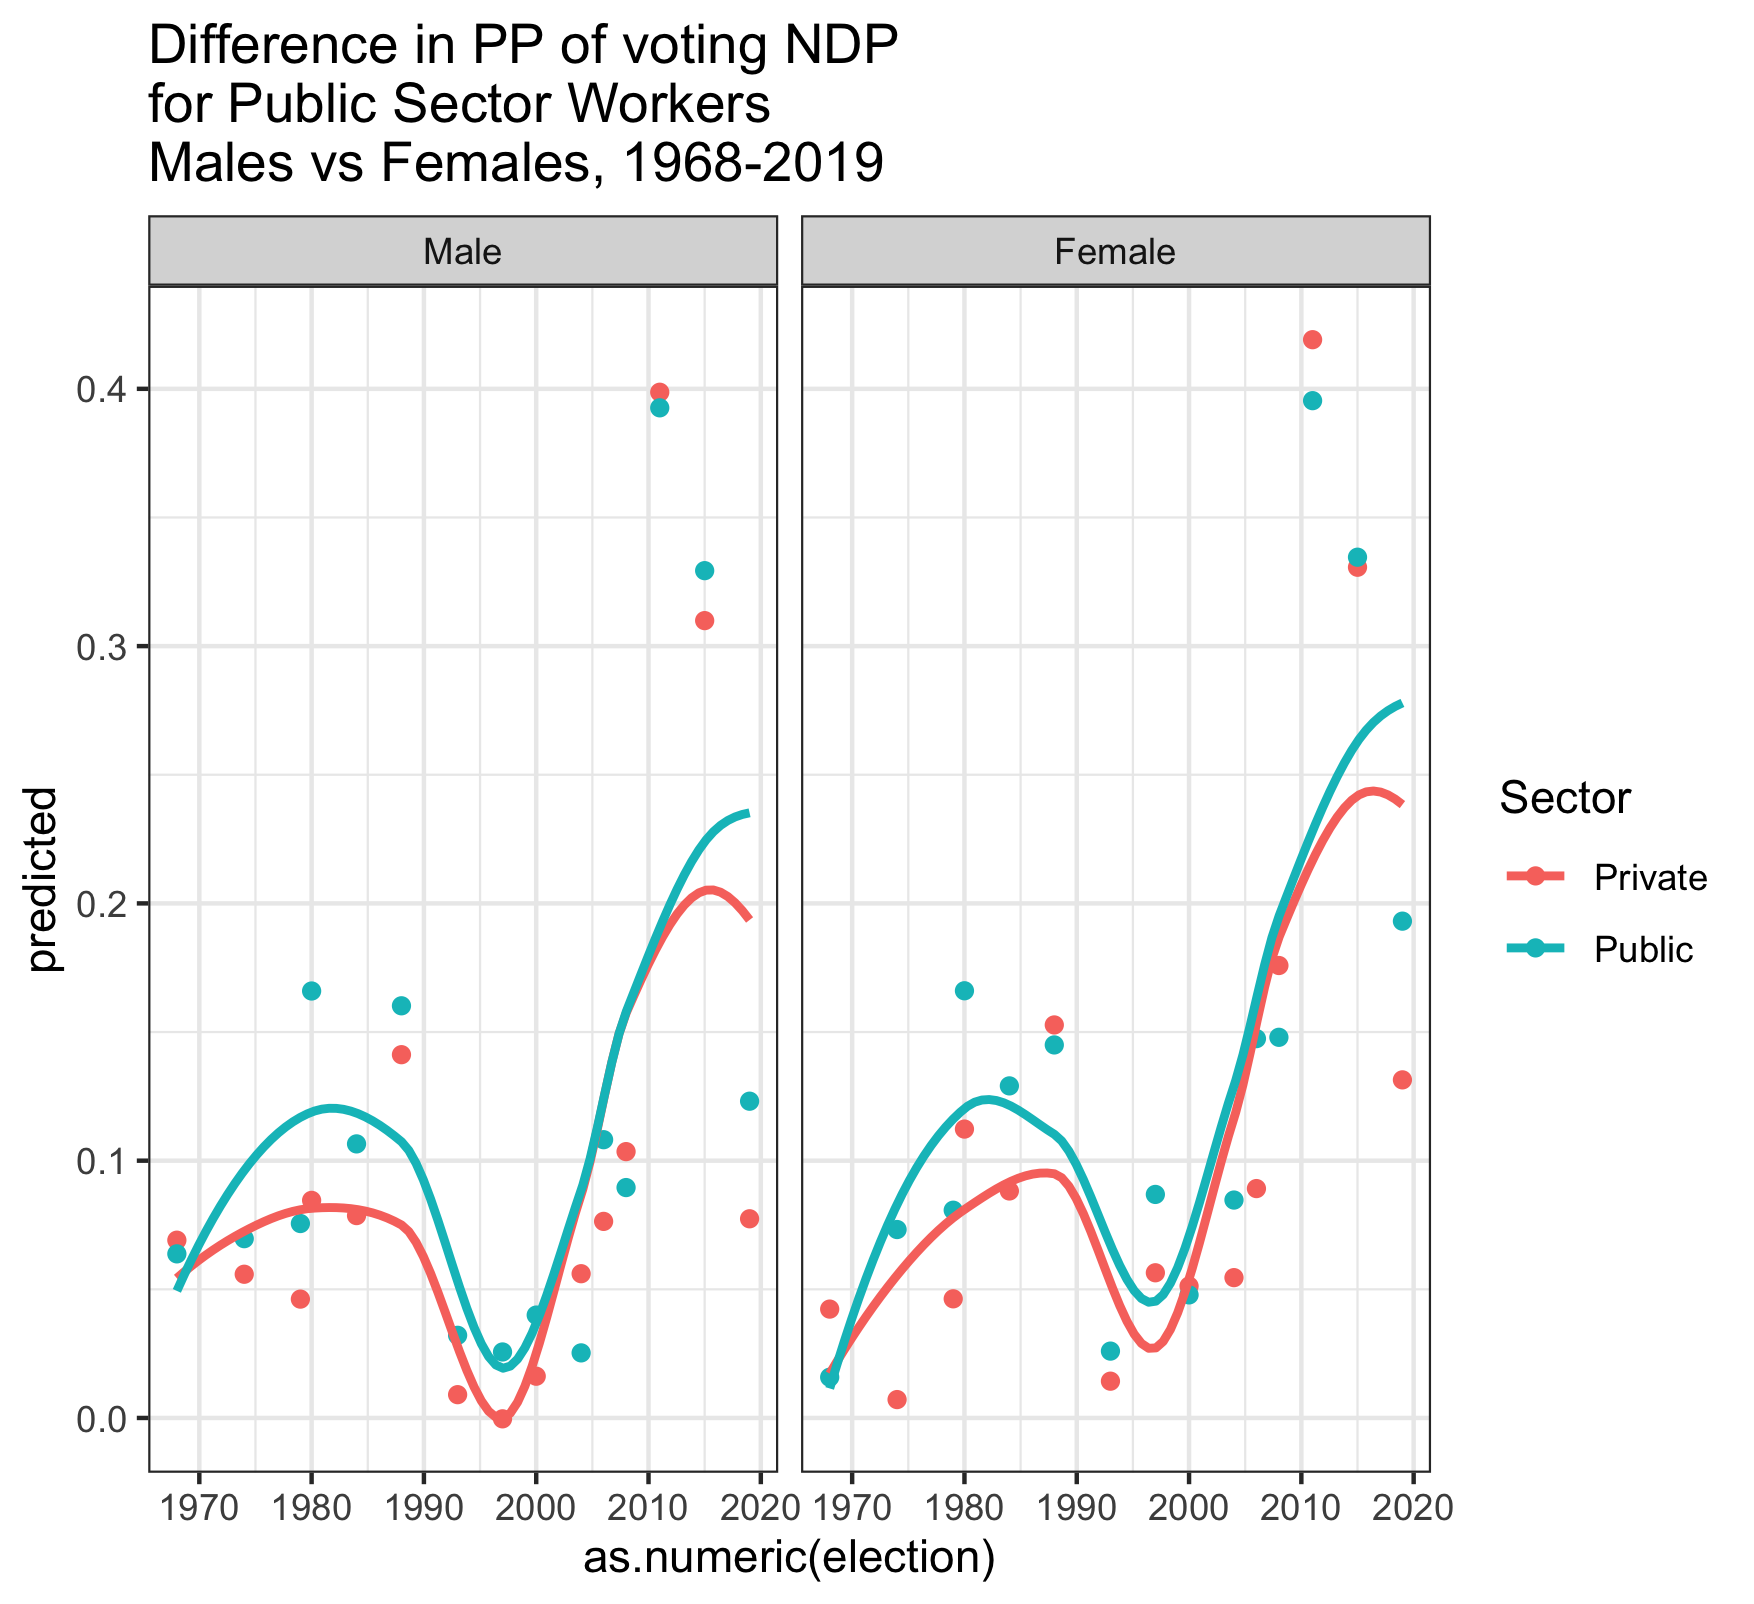 Difference in PP of voting NDP
for Public Sector Workers
Males vs Females, 1968-2019
Male
Female
predicted
0.4
0.3
0.2
0.1
0.0
1970 1980 1990 2000 2010 2020
1970 1980 1990 2000 2010 2020
as.numeric(election)
Sector
Private
Public